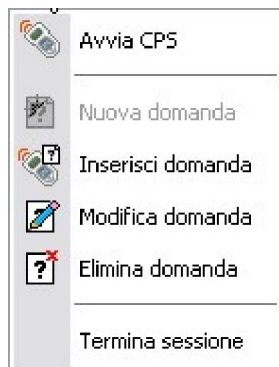 Avvia CPS
Nuova domanda
Inserisci domanda
Modifica domanda
Elimina domanda
Termina sessione